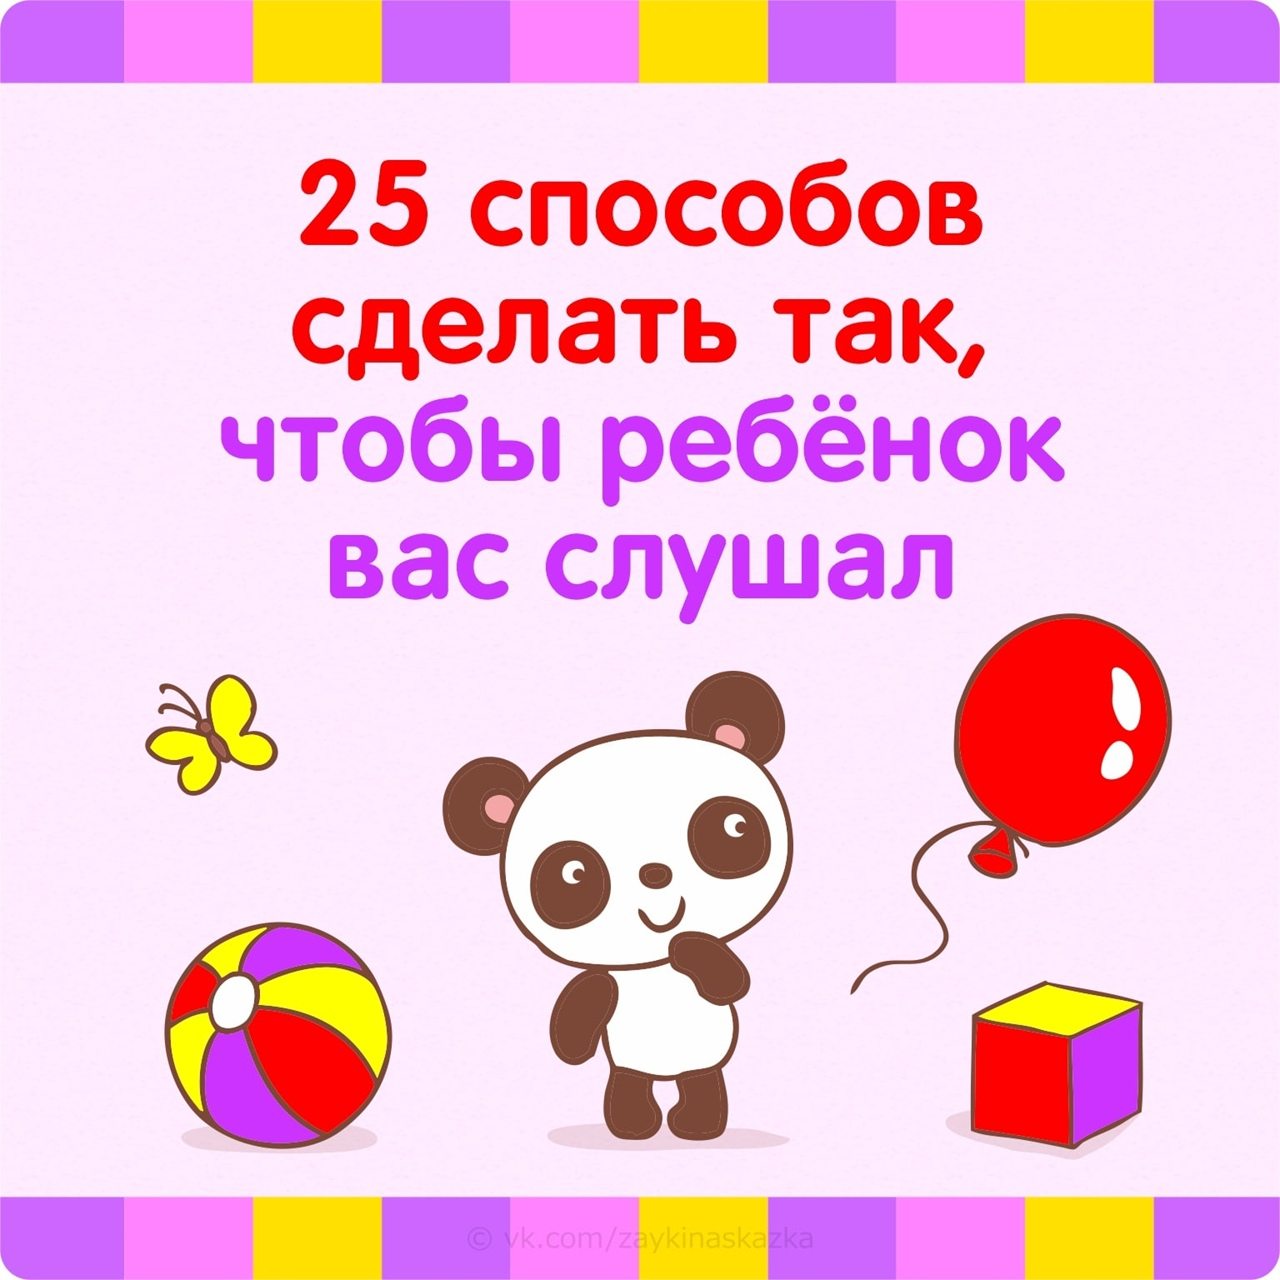 25 способов
сделать так,
чтобы ребёнок
вас слушал
© vk.com/zaykinaskazka